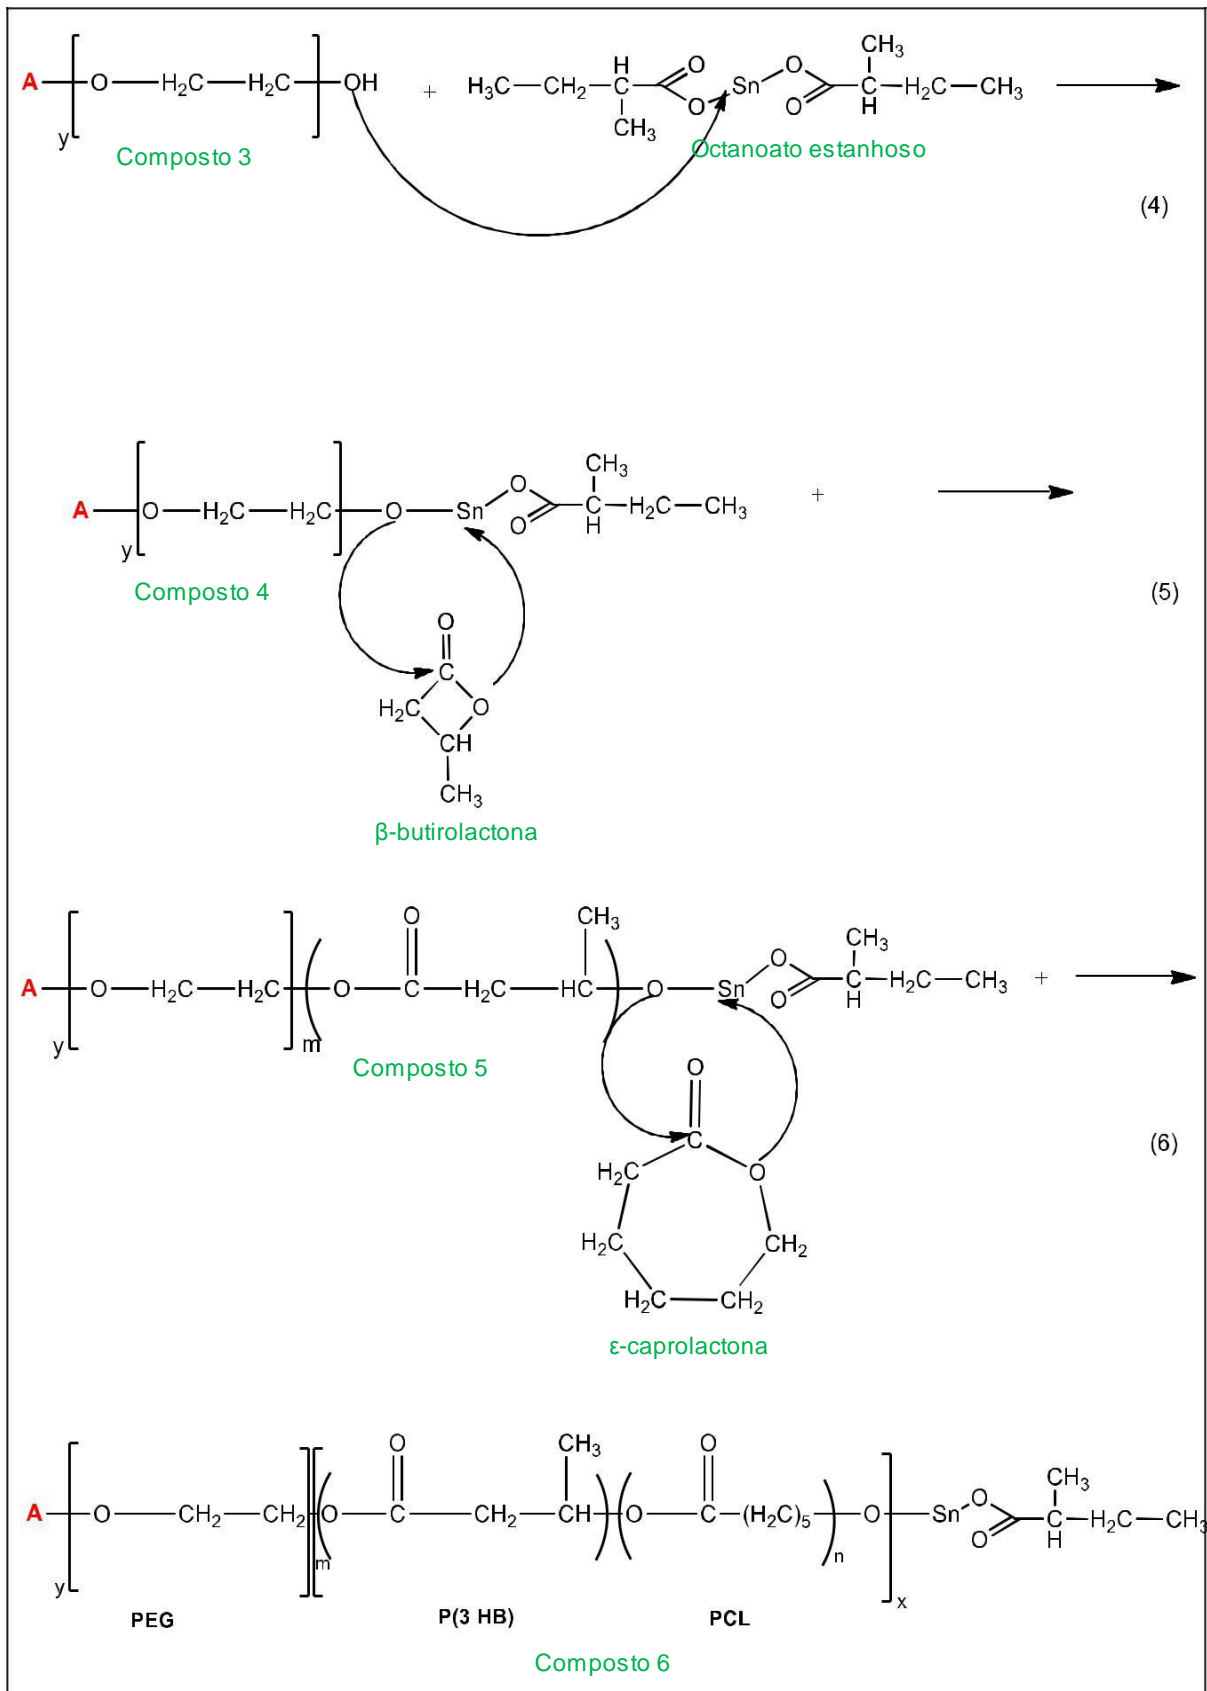 CH₃
H
A
O
H₂C
H₂C
OH
+
H₃C
CH₂
C
O
O
Sn
O
O
C
H
H₂C
CH₃
CH₃
y
Composto 3
Octanoato estanhoso
(4)
CH₃
A
O
H₂C
H₂C
O
Sn
O
O
C
H
H₂C
CH₃
+
y
Composto 4
(5)
O
C
H₂C
O
CH
CH₃
β-butirolactona
O
CH₃
CH₃
A
O
H₂C
H₂C
O
C
H₂C
HC
O
Sn
O
O
C
H
H₂C
CH₃
+
y
m
Composto 5
O
C
H₂C
O
(6)
H₂C
CH₂
H₂C
CH₂
ε-caprolactona
O
CH₃
O
CH₃
A
O
CH₂
CH₂
O
C
CH₂
CH
O
C
(H₂C)₅
O
Sn
O
O
C
H
H₂C
CH₃
y
m
n
x
PEG
P(3 HB)
PCL
Composto 6